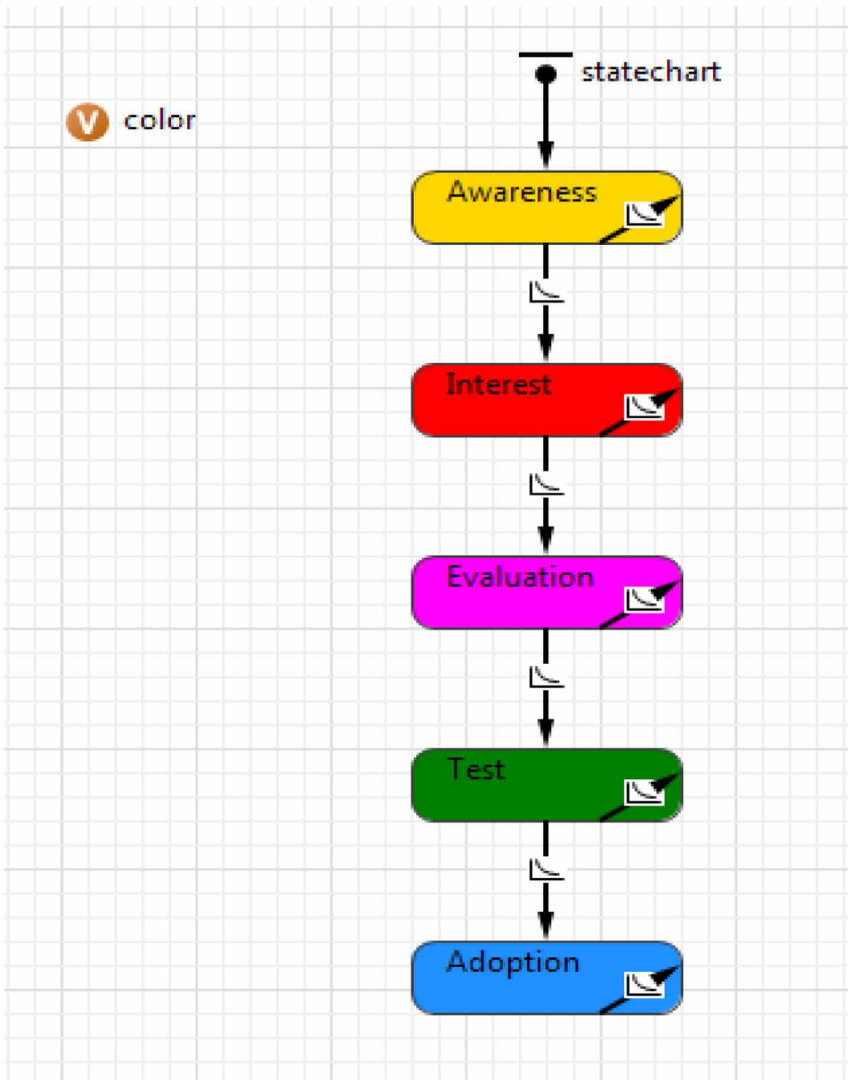 statechart
V color
Awareness
Interest
Evaluation
Test
Adoption